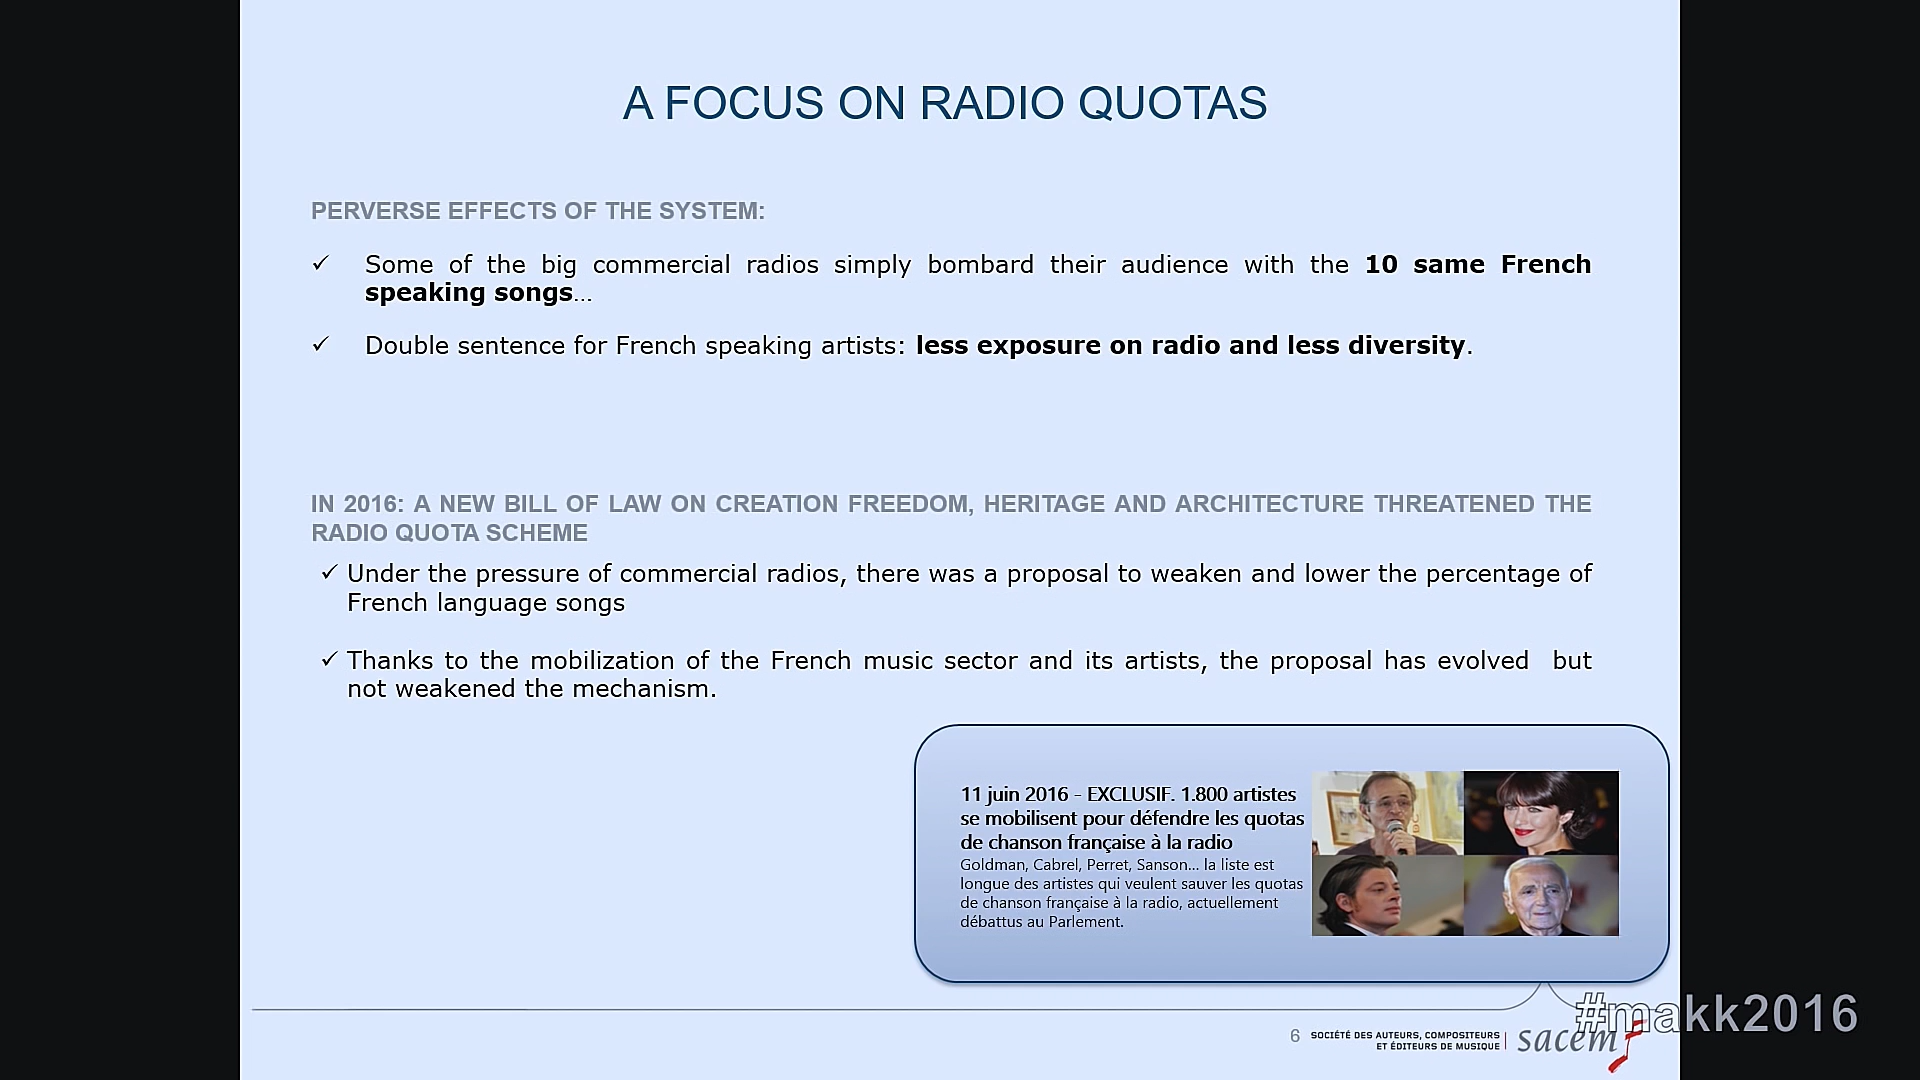 A FOCUS ON RADIO QUOTAS
PERVERSE EFFECTS OF THE SYSTEM:
✓ Some of the big commercial radios simply bombard their audience with the 10 same French
speaking songs...
✓ Double sentence for French speaking artists: less exposure on radio and less diversity.
IN 2016: A NEW BILL OF LAW ON CREATION FREEDOM, HERITAGE AND ARCHITECTURE THREATENED THE
RADIO QUOTA SCHEME
✓ Under the pressure of commercial radios, there was a proposal to weaken and lower the percentage of
French language songs
✓ Thanks to the mobilization of the French music sector and its artists, the proposal has evolved but
not weakened the mechanism.
11 juin 2016 - EXCLUSIF. 1.800 artistes
se mobilisent pour défendre les quotas
de chanson française à la radio
Goldman, Cabrel, Perret, Sanson... la liste est
longue des artistes qui veulent sauver les quotas
de chanson française à la radio, actuellement
débattus au Parlement.
#makk2016
6
SOCIÉTÉ DES AUTEURS, COMPOSITEURS
ET ÉDITEURS DE MUSIQUE
sacem